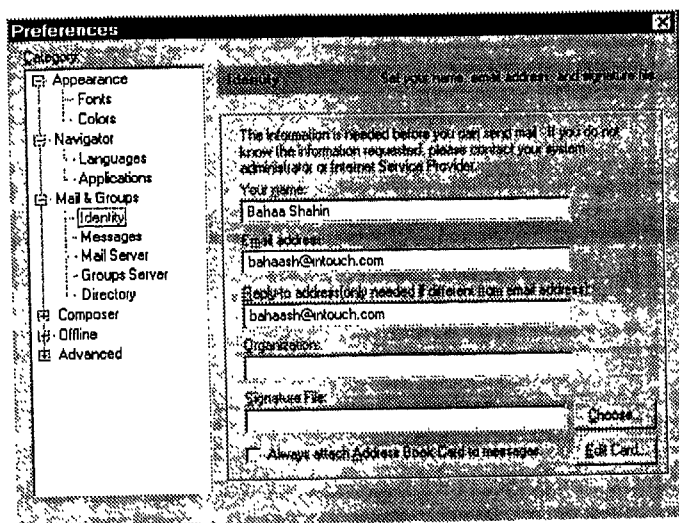 Preferences
Category:
Appearance
Fonts
Colors
Navigator
Languages
Applications
Mail & Groups
Identity
Messages
Mail Server
Groups Server
Directory
Composer
Offline
Advanced
Identity
Set your name, email address, and signature file
The information is needed before you can send mail. If you do not
know the information requested, please contact your system
administrator or Internet Service Provider.
Your name:
Bahaa Shahin
Email address:
bahaash@intouch.com
Reply-to address(only needed if different from email address):
bahaash@intouch.com
Organization:
Signature File:
Choose...
Always attach Address Book Card to messages
Edit Card...